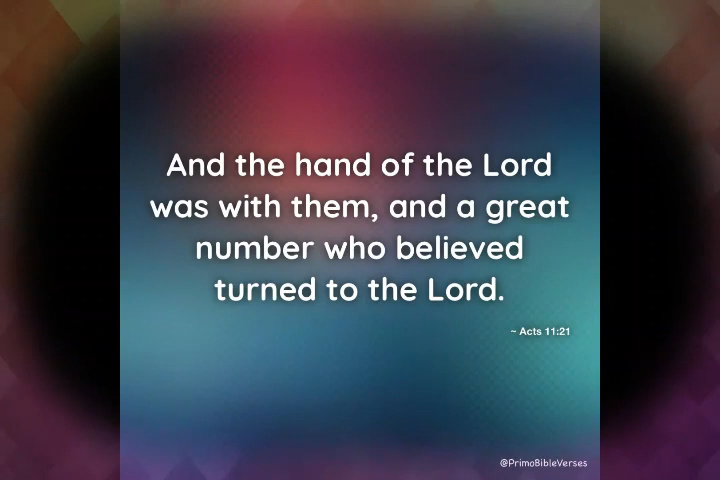 And the hand of the Lord
was with them, and a great
number who believed
turned to the Lord.
~ Acts 11:21
@PrimoBibleVerses